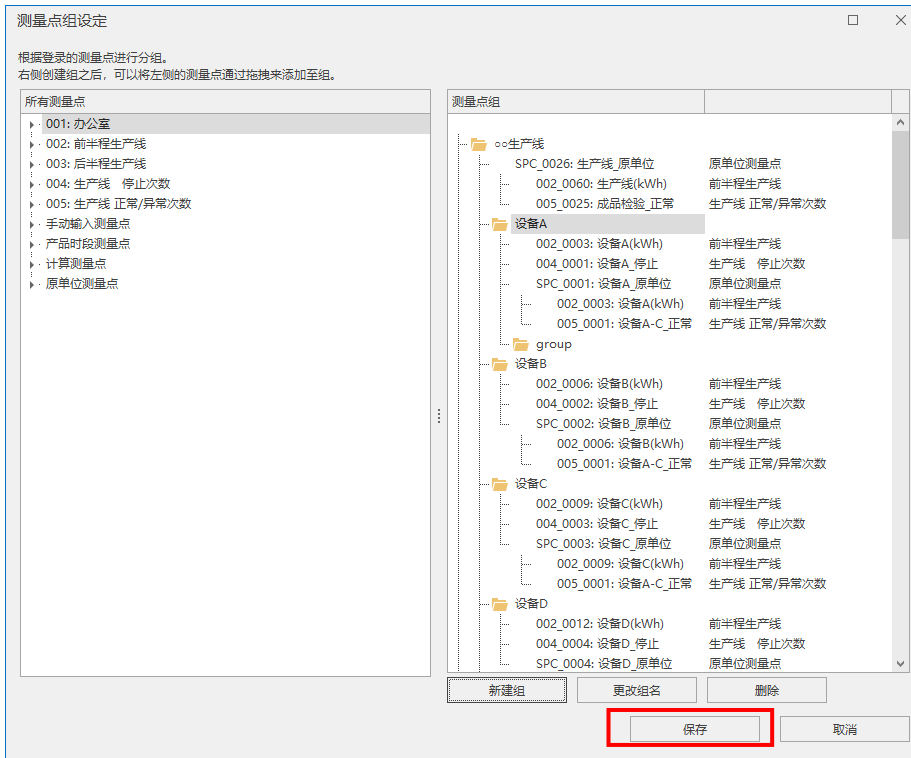 测量点组设定
根据登录的测量点进行分组。
右侧创建组之后，可以将左侧的测量点通过拖拽来添加至组。
所有测量点
001: 办公室
002: 前半程生产线
003: 后半程生产线
004: 生产线　停止次数
005: 生产线 正常/异常次数
手动输入测量点
产品时段测量点
计算测量点
原单位测量点
测量点组
○○生产线
SPC_0026: 生产线_原单位 原单位测量点
002_0060: 生产线(kWh) 前半程生产线
005_0025: 成品检验_正常 生产线 正常/异常次数
设备A
002_0003: 设备A(kWh) 前半程生产线
004_0001: 设备A_停止 生产线　停止次数
SPC_0001: 设备A_原单位 原单位测量点
002_0003: 设备A(kWh) 前半程生产线
005_0001: 设备A-C_正常 生产线 正常/异常次数
group
设备B
002_0006: 设备B(kWh) 前半程生产线
004_0002: 设备B_停止 生产线　停止次数
SPC_0002: 设备B_原单位 原单位测量点
002_0006: 设备B(kWh) 前半程生产线
005_0001: 设备A-C_正常 生产线 正常/异常次数
设备C
002_0009: 设备C(kWh) 前半程生产线
004_0003: 设备C_停止 生产线　停止次数
SPC_0003: 设备C_原单位 原单位测量点
002_0009: 设备C(kWh) 前半程生产线
005_0001: 设备A-C_正常 生产线 正常/异常次数
设备D
002_0012: 设备D(kWh) 前半程生产线
004_0004: 设备D_停止 生产线　停止次数
SPC_0004: 设备D_原单位 原单位测量点
新建组 更改组名 删除
保存 取消